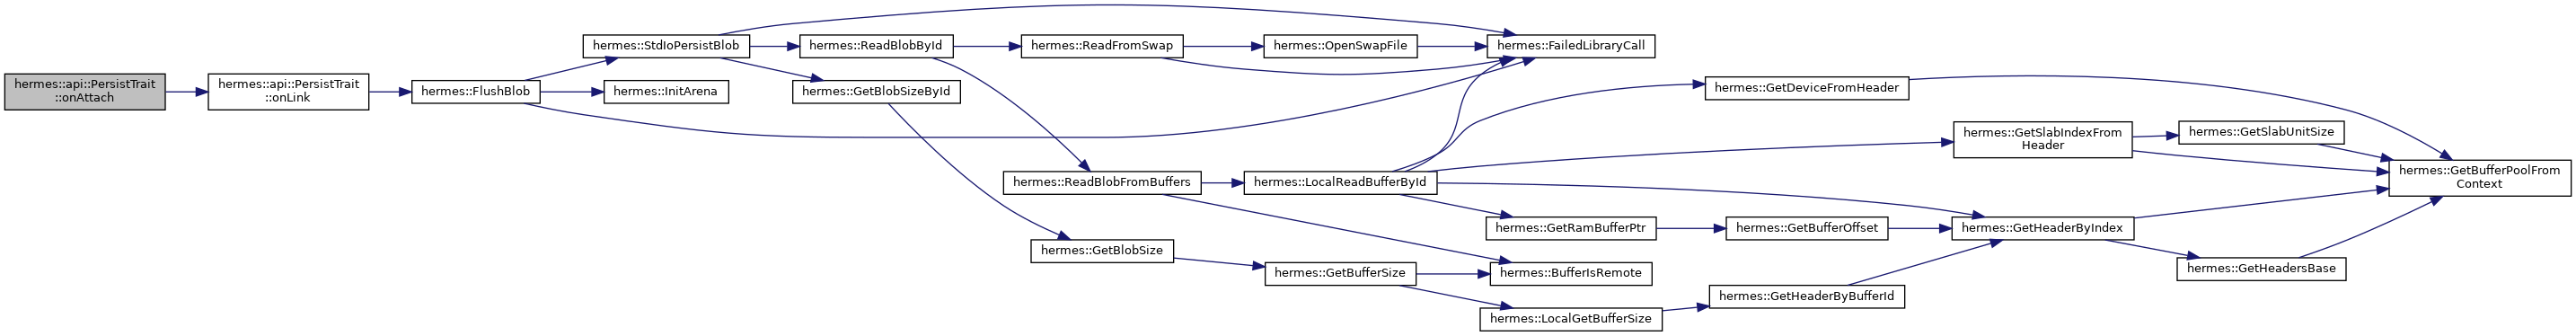 hermes::api::PersistTrait
::onAttach
hermes::api::PersistTrait
::onLink
hermes::FlushBlob
hermes::StdIoPersistBlob
hermes::InitArena
hermes::ReadBlobById
hermes::GetBlobSizeById
hermes::ReadFromSwap
hermes::ReadBlobFromBuffers
hermes::GetBlobSize
hermes::OpenSwapFile
hermes::LocalReadBufferById
hermes::GetBufferSize
hermes::FailedLibraryCall
hermes::GetRamBufferPtr
hermes::BufferIsRemote
hermes::LocalGetBufferSize
hermes::GetDeviceFromHeader
hermes::GetBufferOffset
hermes::GetHeaderByBufferId
hermes::GetSlabIndexFrom
Header
hermes::GetHeaderByIndex
hermes::GetSlabUnitSize
hermes::GetHeadersBase
hermes::GetBufferPoolFrom
Context